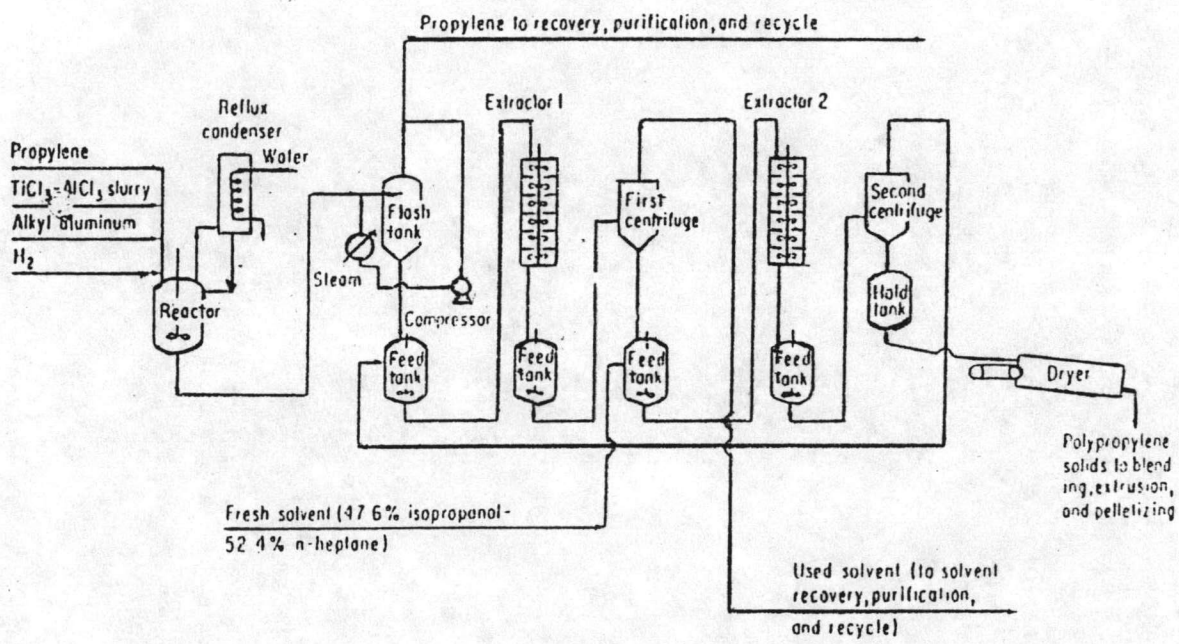 Propylene to recovery, purification, and recycle
Reflux
condenser
Water
Extractor 1
Extractor 2
Propylene
TiCl3-AlCl3 slurry
Alkyl aluminum
H2
Reactor
Flash
tank
Steam
Compressor
First
centrifuge
Second
centrifuge
Hold
tank
Feed
tank
Feed
tank
Feed
tank
Feed
tank
Dryer
Polypropylene
solids to blend
ing, extrusion,
and pelletizing
Fresh solvent (47.6% isopropanol-
52.4% n-heptane)
Used solvent (to solvent
recovery, purification,
and recycle)